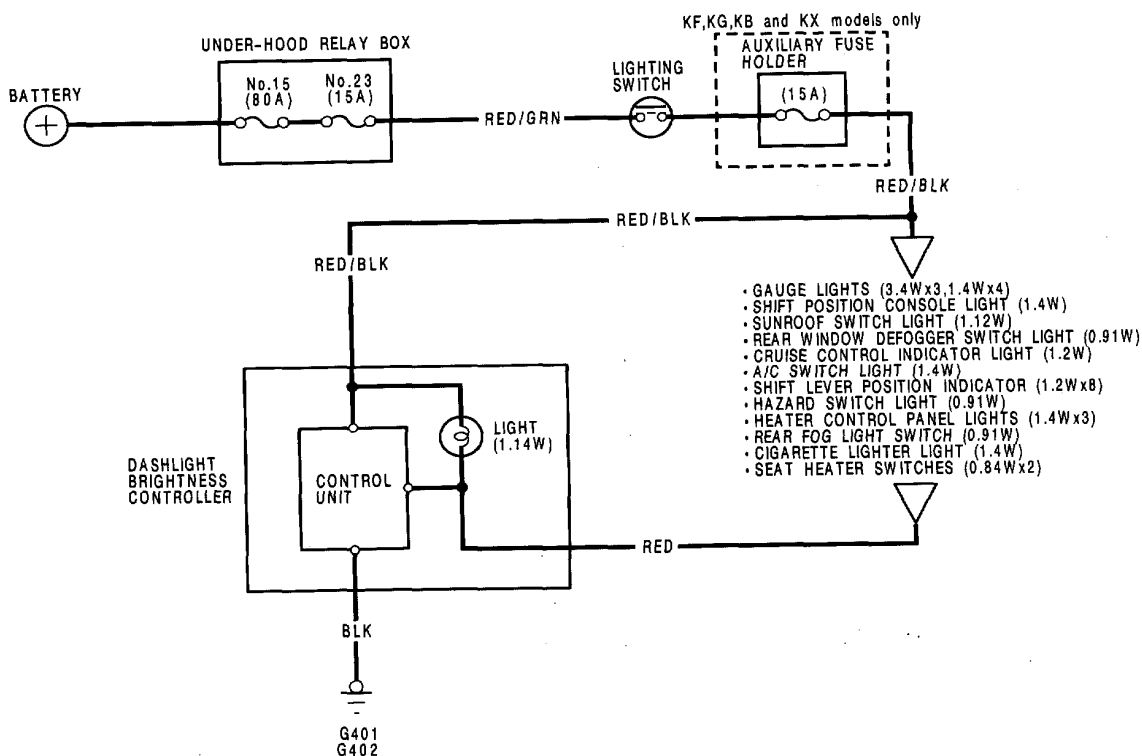 KF,KG,KB and KX models only
UNDER-HOOD RELAY BOX
AUXILIARY FUSE
HOLDER
LIGHTING
SWITCH
BATTERY
No.15
(80A)
No.23
(15A)
(15A)
RED/GRN
RED/BLK
RED/BLK
RED/BLK
• GAUGE LIGHTS (3.4Wx3,1.4Wx4)
• SHIFT POSITION CONSOLE LIGHT (1.4W)
• SUNROOF SWITCH LIGHT (1.12W)
• REAR WINDOW DEFOGGER SWITCH LIGHT (0.91W)
• CRUISE CONTROL INDICATOR LIGHT (1.2W)
• A/C SWITCH LIGHT (1.4W)
• SHIFT LEVER POSITION INDICATOR (1.2Wx8)
• HAZARD SWITCH LIGHT (0.91W)
• HEATER CONTROL PANEL LIGHTS (1.4Wx3)
• REAR FOG LIGHT SWITCH (0.91W)
• CIGARETTE LIGHTER LIGHT (1.4W)
• SEAT HEATER SWITCHES (0.84Wx2)
LIGHT
(1.14W)
DASHLIGHT
BRIGHTNESS
CONTROLLER
CONTROL
UNIT
RED
BLK
G401
G402